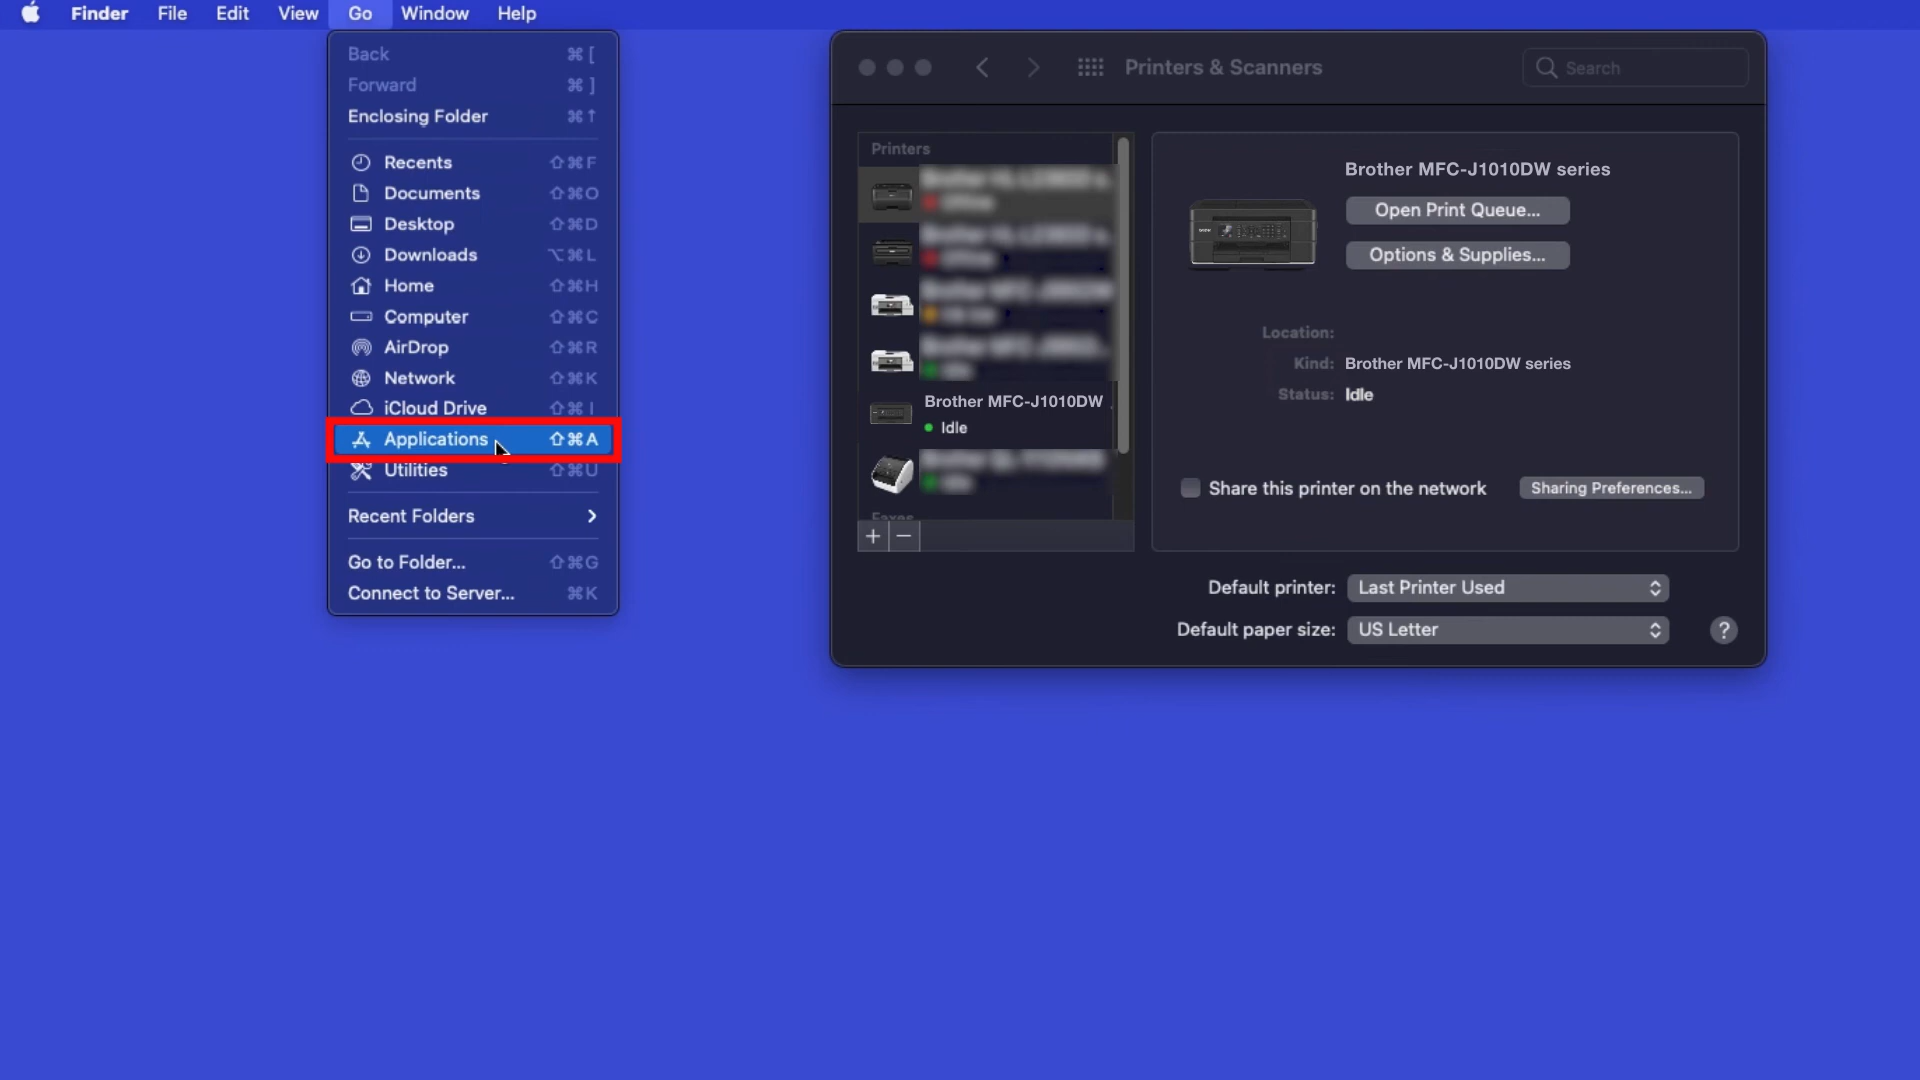 Finder File Edit View Go Window Help
Back ⌘ [
Forward ⌘ ]
Enclosing Folder ⌘↑
Recents ⇧⌘F
Documents ⇧⌘O
Desktop ⇧⌘D
Downloads ⌥⌘L
Home ⇧⌘H
Computer ⇧⌘C
AirDrop ⇧⌘R
Network ⇧⌘K
iCloud Drive ⇧⌘I
Applications ⇧⌘A
Utilities ⇧⌘U
Recent Folders
Go to Folder... ⇧⌘G
Connect to Server... ⌘K
Printers & Scanners
Search
Printers
Brother MFC-J1010DW
Idle
Faxes
+ −
Brother MFC-J1010DW series
Open Print Queue...
Options & Supplies...
Location:
Kind: Brother MFC-J1010DW series
Status: Idle
Share this printer on the network Sharing Preferences...
Default printer: Last Printer Used
Default paper size: US Letter
?